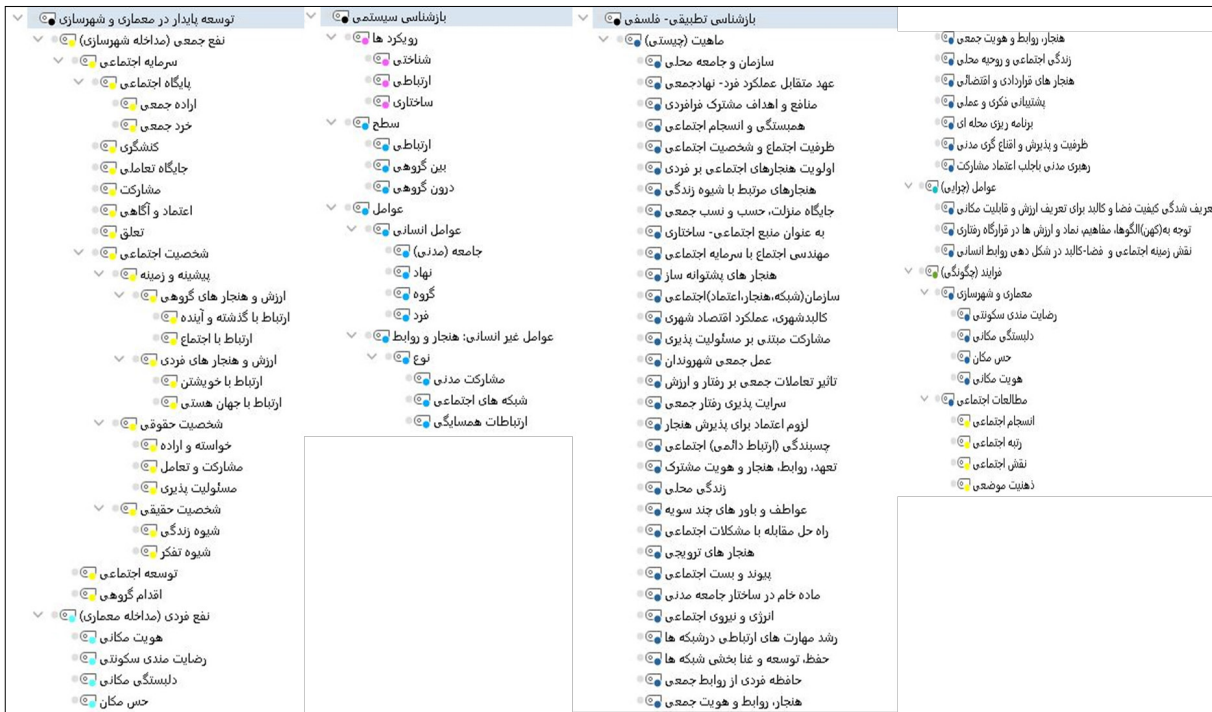 توسعه پایدار در معماری و شهرسازی
نفع جمعی (مداخله شهرسازی)
سرمایه اجتماعی
پایگاه اجتماعی
اراده جمعی
خرد جمعی
کنشگری
جایگاه تعاملی
مشارکت
اعتماد و آگاهی
تعلق
شخصیت اجتماعی
پیشینه و زمینه
ارزش و هنجار های گروهی
ارتباط با گذشته و آینده
ارتباط با اجتماع
ارزش و هنجار های فردی
ارتباط با خویشتن
ارتباط با جهان هستی
شخصیت حقوقی
خواسته و اراده
مشارکت و تعامل
مسئولیت پذیری
شخصیت حقیقی
شیوه زندگی
شیوه تفکر
توسعه اجتماعی
اقدام گروهی
نفع فردی (مداخله معماری)
هویت مکانی
رضایت مندی سکونتی
دلبستگی مکانی
حس مکان
بازشناسی سیستمی
رویکرد ها
شناختی
ارتباطی
ساختاری
سطح
ارتباطی
بین گروهی
درون گروهی
عوامل
عوامل انسانی
جامعه (مدنی)
نهاد
گروه
فرد
عوامل غیر انسانی: هنجار و روابط
نوع
مشارکت مدنی
شبکه های اجتماعی
ارتباطات همسایگی
بازشناسی تطبیقی- فلسفی
ماهیت (چیستی)
سازمان و جامعه محلی
عهد متقابل عملکرد فرد- نهادجمعی
منافع و اهداف مشترک فرافردی
همبستگی و انسجام اجتماعی
ظرفیت اجتماع و شخصیت اجتماعی
اولویت هنجارهای اجتماعی بر فردی
هنجارهای مرتبط با شیوه زندگی
جایگاه منزلت، حسب و نسب جمعی
به عنوان منبع اجتماعی- ساختاری
مهندسی اجتماع با سرمایه اجتماعی
هنجار های پشتوانه ساز
سازمان(شبکه،هنجار،اعتماد)اجتماعی
کالبدشهری، عملکرد اقتصاد شهری
مشارکت مبتنی بر مسئولیت پذیری
عمل جمعی شهروندان
تاثیر تعاملات جمعی بر رفتار و ارزش
سرایت پذیری رفتار جمعی
لزوم اعتماد برای پذیرش هنجار
چسبندگی (ارتباط دائمی) اجتماعی
تعهد، روابط، هنجار و هویت مشترک
زندگی محلی
عواطف و باور های چند سویه
راه حل مقابله با مشکلات اجتماعی
هنجار های ترویجی
پیوند و بست اجتماعی
ماده خام در ساختار جامعه مدنی
انرژی و نیروی اجتماعی
رشد مهارت های ارتباطی درشبکه ها
حفظ، توسعه و غنا بخشی شبکه ها
حافظه فردی از روابط جمعی
هنجار، روابط و هویت جمعی
هنجار، روابط و هویت جمعی
زندگی اجتماعی و روحیه محلی
هنجار های قراردادی و اقتضائی
پشتیبانی فکری و عملی
برنامه ریزی محله ای
ظرفیت و پذیرش و اقناع گری مدنی
رهبری مدنی باجلب اعتماد مشارکت
عوامل (چرایی)
عریف شدگی کیفیت فضا و کالبد برای تعریف ارزش و قابلیت مکانی
توجه به(کهن)الگوها، مفاهیم، نماد و ارزش ها در قرارگاه رفتاری
نقش زمینه اجتماعی و فضا-کالبد در شکل دهی روابط انسانی
فرایند (چگونگی)
معماری و شهرسازی
رضایت مندی سکونتی
دلبستگی مکانی
حس مکان
هویت مکانی
مطالعات اجتماعی
انسجام اجتماعی
رتبه اجتماعی
نقش اجتماعی
ذهنیت موضعی